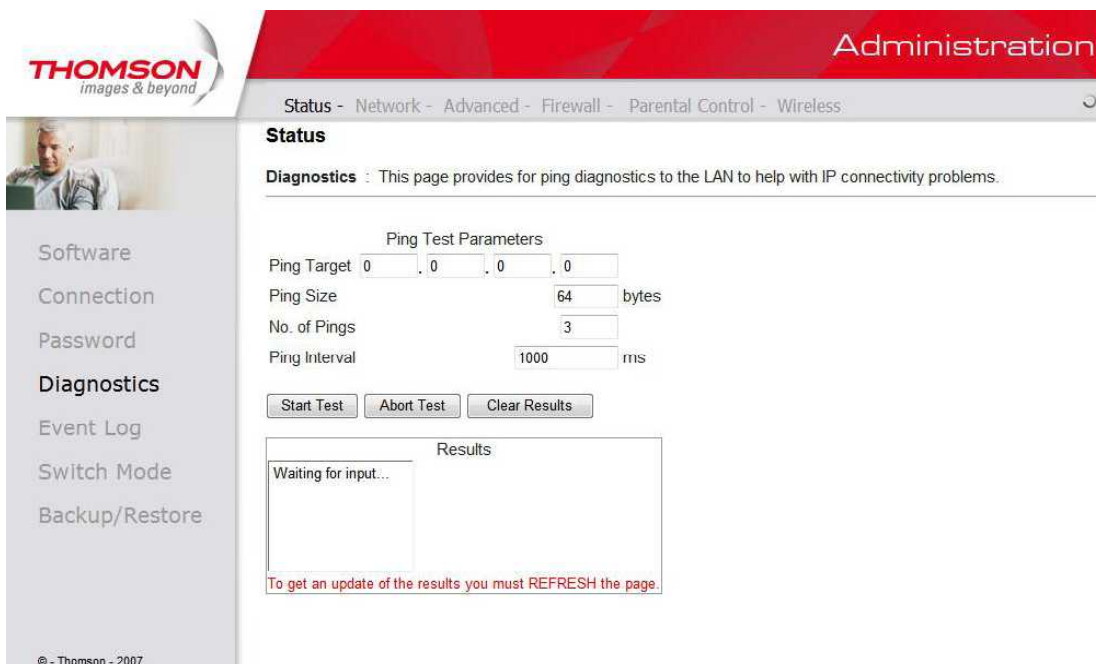 THOMSON
images & beyond
Administration
Status - Network - Advanced - Firewall - Parental Control - Wireless
Status
Diagnostics : This page provides for ping diagnostics to the LAN to help with IP connectivity problems.
Software
Connection
Password
Diagnostics
Event Log
Switch Mode
Backup/Restore
Ping Test Parameters
Ping Target 0 . 0 . 0 . 0
Ping Size 64 bytes
No. of Pings 3
Ping Interval 1000 ms
Start Test Abort Test Clear Results
Results
Waiting for input...
To get an update of the results you must REFRESH the page.
© - Thomson - 2007